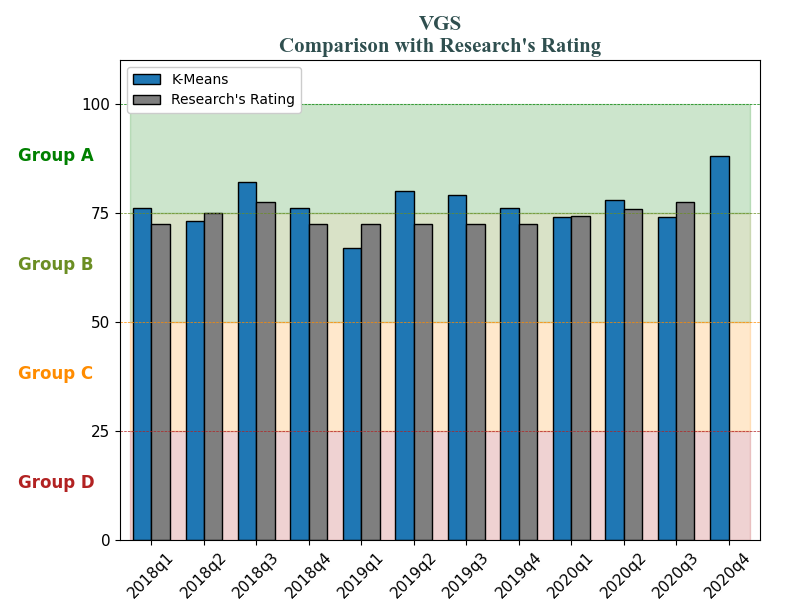 VGS
Comparison with Research's Rating
K-Means
Research's Rating
100
Group A
75
Group B
50
Group C
25
Group D
0
2018q1 2018q2 2018q3 2018q4 2019q1 2019q2 2019q3 2019q4 2020q1 2020q2 2020q3 2020q4